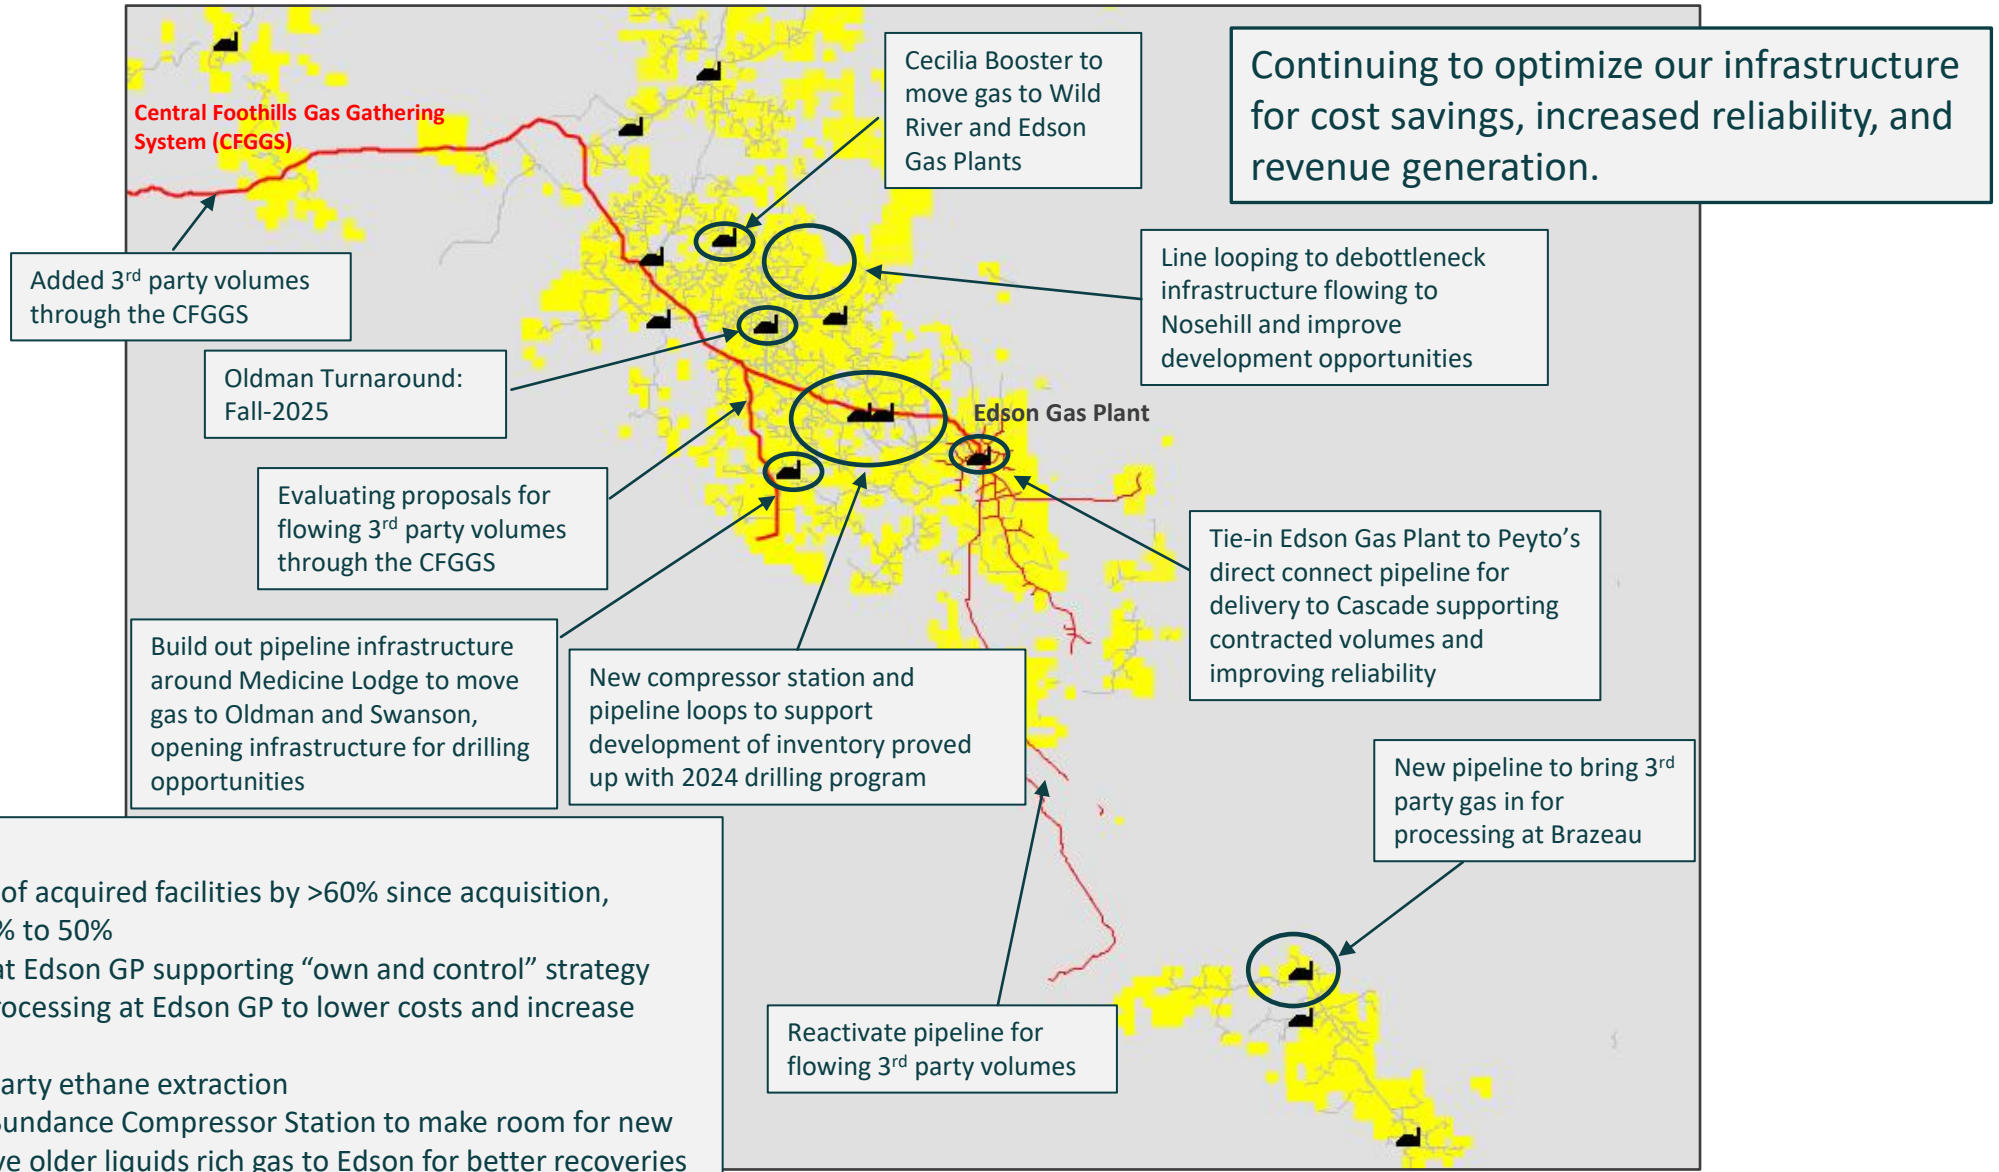 Continuing to optimize our infrastructure
for cost savings, increased reliability, and
revenue generation.
Cecilia Booster to
move gas to Wild
River and Edson
Gas Plants
Central Foothills Gas Gathering
System (CFGGS)
Added 3rd party volumes
through the CFGGS
Line looping to debottleneck
infrastructure flowing to
Nosehill and improve
development opportunities
Oldman Turnaround:
Fall-2025
Edson Gas Plant
Evaluating proposals for
flowing 3rd party volumes
through the CFGGS
Tie-in Edson Gas Plant to Peyto’s
direct connect pipeline for
delivery to Cascade supporting
contracted volumes and
improving reliability
Build out pipeline infrastructure
around Medicine Lodge to move
gas to Oldman and Swanson,
opening infrastructure for drilling
opportunities
New compressor station and
pipeline loops to support
development of inventory proved
up with 2024 drilling program
New pipeline to bring 3rd
party gas in for
processing at Brazeau
Reactivate pipeline for
flowing 3rd party volumes
of acquired facilities by >60% since acquisition,
% to 50%
at Edson GP supporting “own and control” strategy
rocessing at Edson GP to lower costs and increase
arty ethane extraction
Sundance Compressor Station to make room for new
ve older liquids rich gas to Edson for better recoveries